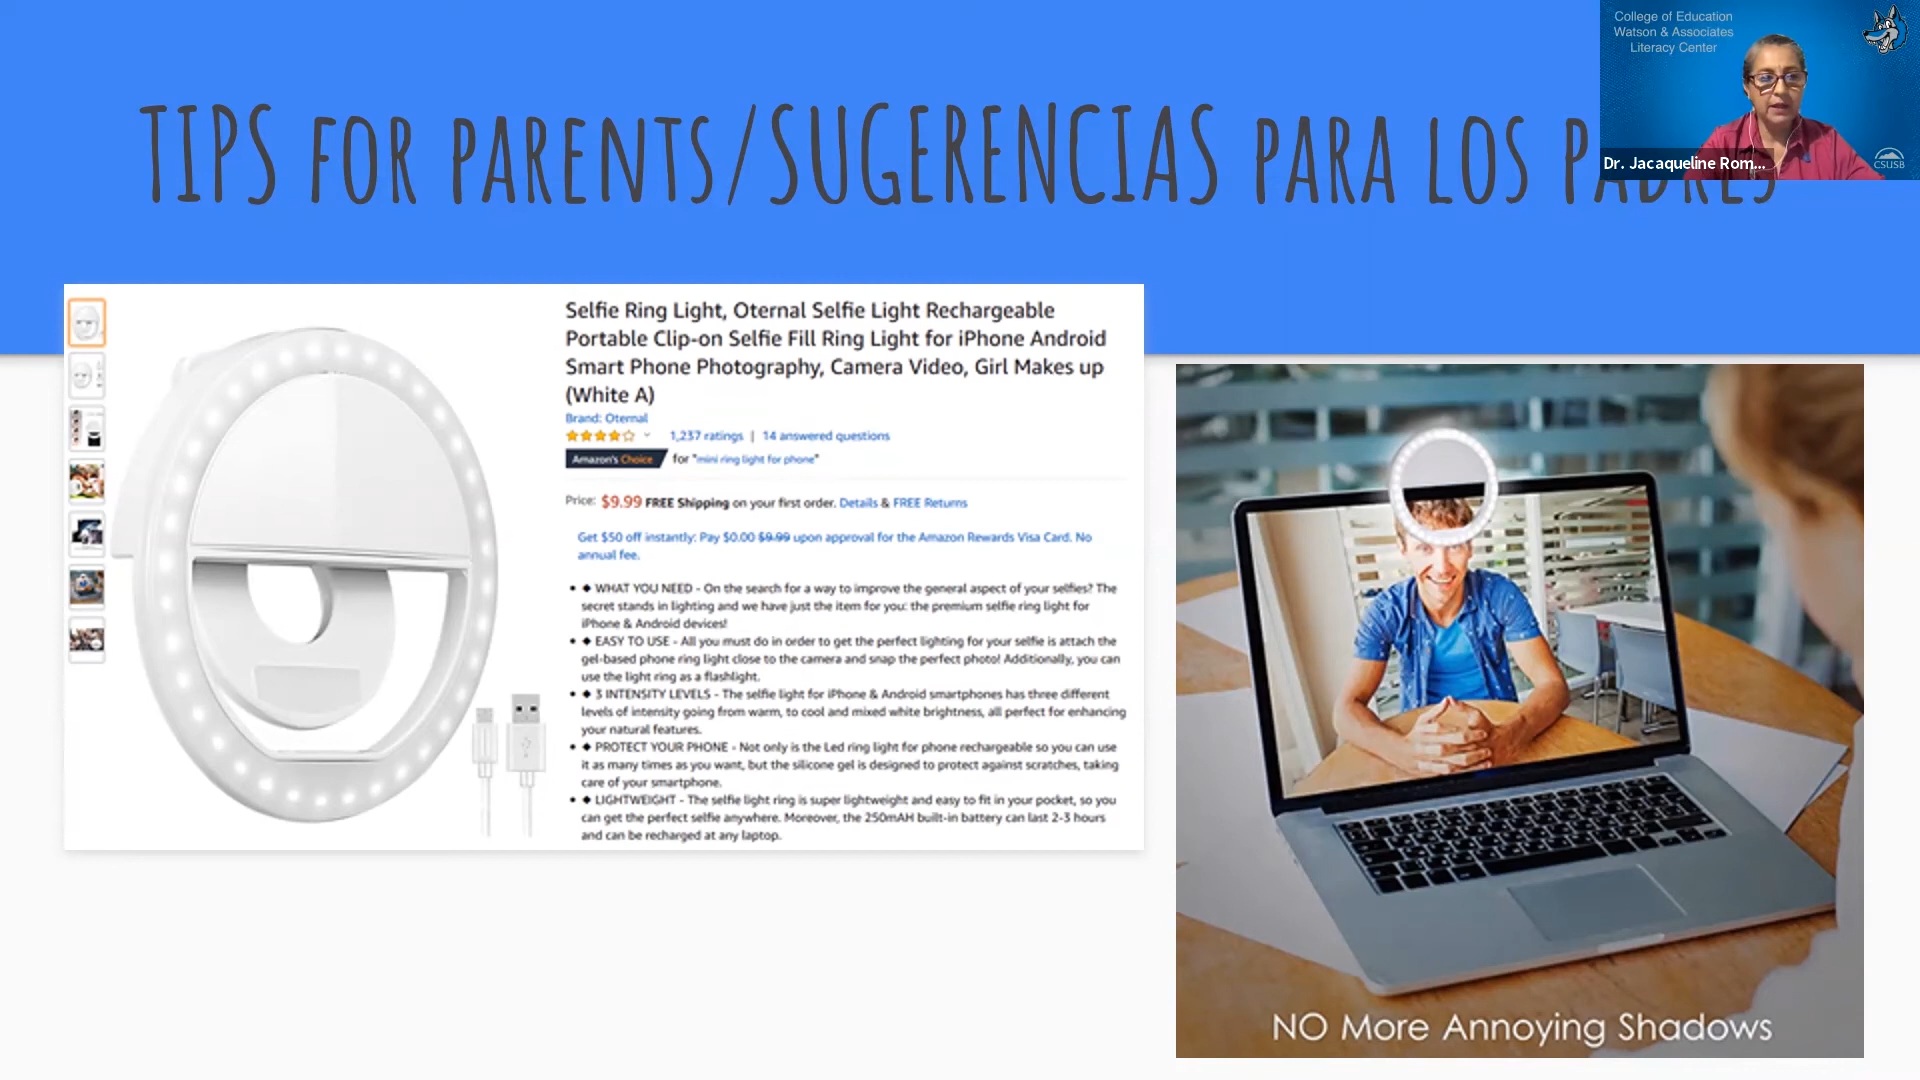 College of Education
Watson & Associates
Literacy Center
TIPS FOR PARENTS/SUGERENCIAS PARA LOS PADRES
Dr. Jacaqueline Rom...
CSUSB
Selfie Ring Light, Oternal Selfie Light Rechargeable
Portable Clip-on Selfie Fill Ring Light for iPhone Android
Smart Phone Photography, Camera Video, Girl Makes up
(White A)
Brand: Oternal
1,237 ratings | 14 answered questions
Amazon's Choice for "mini ring light for phone"
Price: $9.99 FREE Shipping on your first order. Details & FREE Returns
Get $50 off instantly: Pay $0.00 $9.99 upon approval for the Amazon Rewards Visa Card. No
annual fee.
• ◆ WHAT YOU NEED - On the search for a way to improve the general aspect of your selfies? The
secret stands in lighting and we have just the item for you: the premium selfie ring light for
iPhone & Android devices!
• ◆ EASY TO USE - All you must do in order to get the perfect lighting for your selfie is attach the
gel-based phone ring light close to the camera and snap the perfect photo! Additionally, you can
use the light ring as a flashlight.
• ◆ 3 INTENSITY LEVELS - The selfie light for iPhone & Android smartphones has three different
levels of intensity going from warm, to cool and mixed white brightness, all perfect for enhancing
your natural features.
• ◆ PROTECT YOUR PHONE - Not only is the Led ring light for phone rechargeable so you can use
it as many times as you want, but the silicone gel is designed to protect against scratches, taking
care of your smartphone.
• ◆ LIGHTWEIGHT - The selfie light ring is super lightweight and easy to fit in your pocket, so you
can get the perfect selfie anywhere. Moreover, the 250mAH built-in battery can last 2-3 hours
and can be recharged at any laptop.
NO More Annoying Shadows